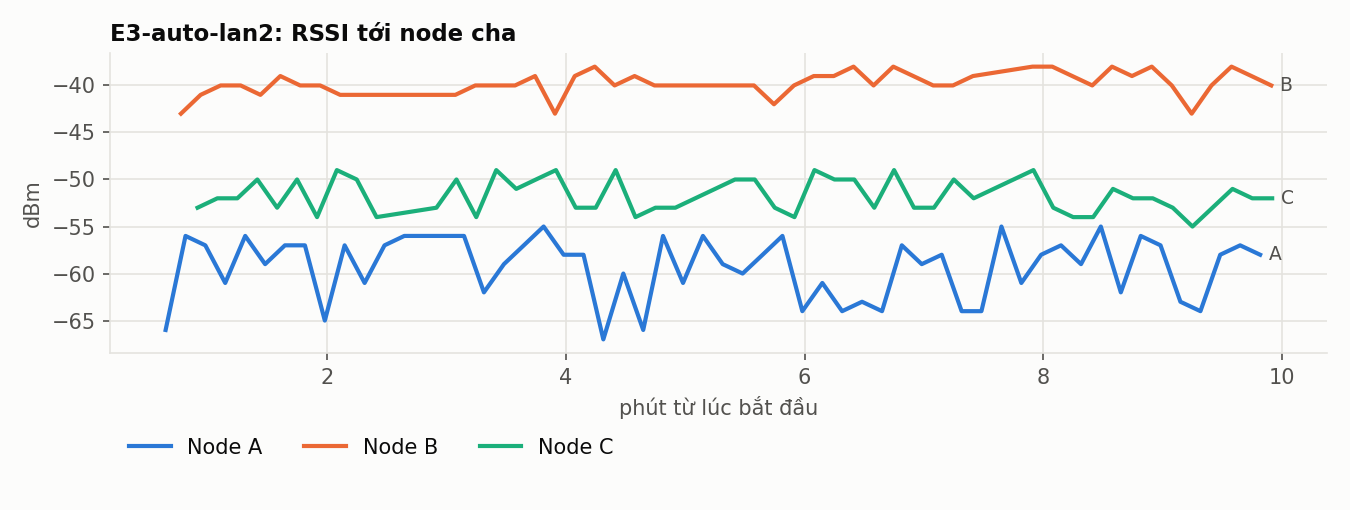 E3-auto-lan2: RSSI tới node cha
−40
−45
−50
−55
−60
−65
dBm
B
C
A
2
4
6
8
10
phút từ lúc bắt đầu
Node A
Node B
Node C